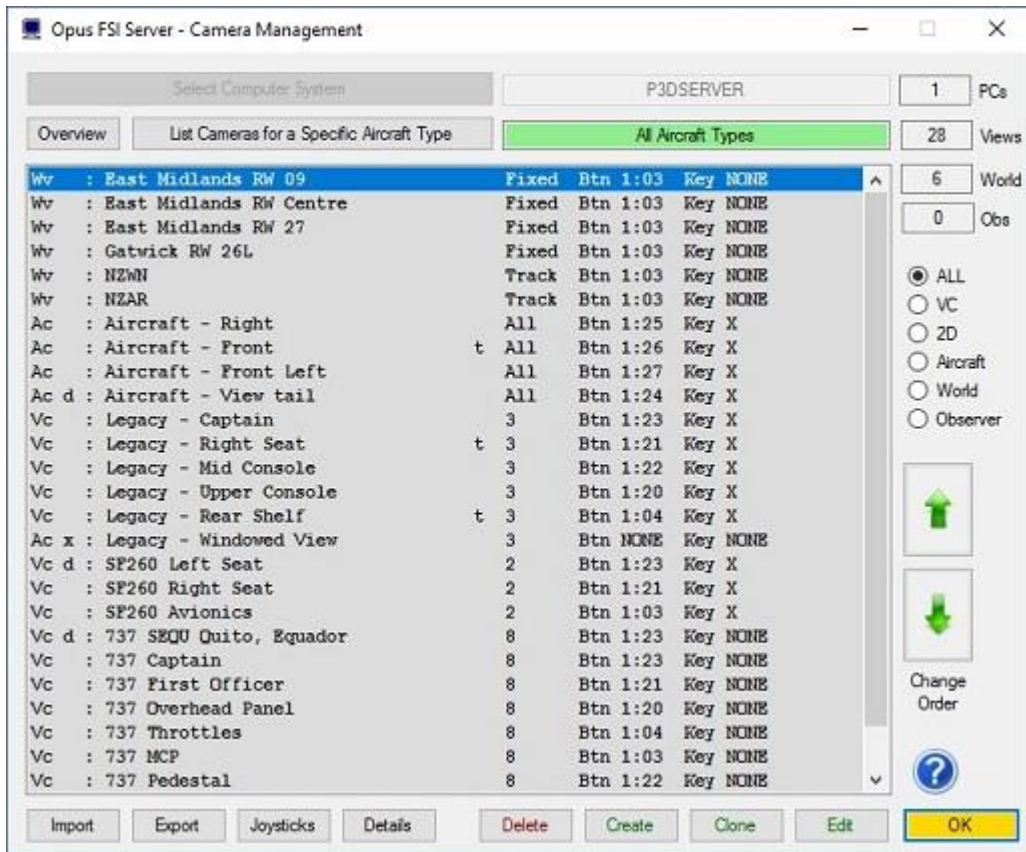 Opus FSI Server - Camera Management
Select Computer System P3DSERVER 1 PCs
Overview List Cameras for a Specific Aircraft Type All Aircraft Types 28 Views
Wv : East Midlands RW 09 Fixed Btn 1:03 Key NONE 6 World
Wv : East Midlands RW Centre Fixed Btn 1:03 Key NONE
Wv : East Midlands RW 27 Fixed Btn 1:03 Key NONE 0 Obs
Wv : Gatwick RW 26L Fixed Btn 1:03 Key NONE
Wv : NZWN Track Btn 1:03 Key NONE ALL
Wv : NZAR Track Btn 1:03 Key NONE VC
Ac : Aircraft - Right All Btn 1:25 Key X 2D
Ac : Aircraft - Front t All Btn 1:26 Key X Aircraft
Ac : Aircraft - Front Left All Btn 1:27 Key X World
Ac d : Aircraft - View tail All Btn 1:24 Key X
Vc : Legacy - Captain 3 Btn 1:23 Key X Observer
Vc : Legacy - Right Seat t 3 Btn 1:21 Key X
Vc : Legacy - Mid Console 3 Btn 1:22 Key X
Vc : Legacy - Upper Console 3 Btn 1:20 Key X
Vc : Legacy - Rear Shelf t 3 Btn 1:04 Key X
Ac x : Legacy - Windowed View 3 Btn NONE Key NONE
Vc d : SF260 Left Seat 2 Btn 1:23 Key X
Vc : SF260 Right Seat 2 Btn 1:21 Key X
Vc : SF260 Avionics 2 Btn 1:03 Key X
Vc d : 737 SEQU Quito, Equador 8 Btn 1:23 Key NONE
Vc : 737 Captain 8 Btn 1:23 Key NONE
Vc : 737 First Officer 8 Btn 1:21 Key NONE Change
Vc : 737 Overhead Panel 8 Btn 1:20 Key NONE Order
Vc : 737 Throttles 8 Btn 1:04 Key NONE
Vc : 737 MCP 8 Btn 1:03 Key NONE
Vc : 737 Pedestal 8 Btn 1:22 Key NONE ?
Import Export Joysticks Details Delete Create Clone Edit OK